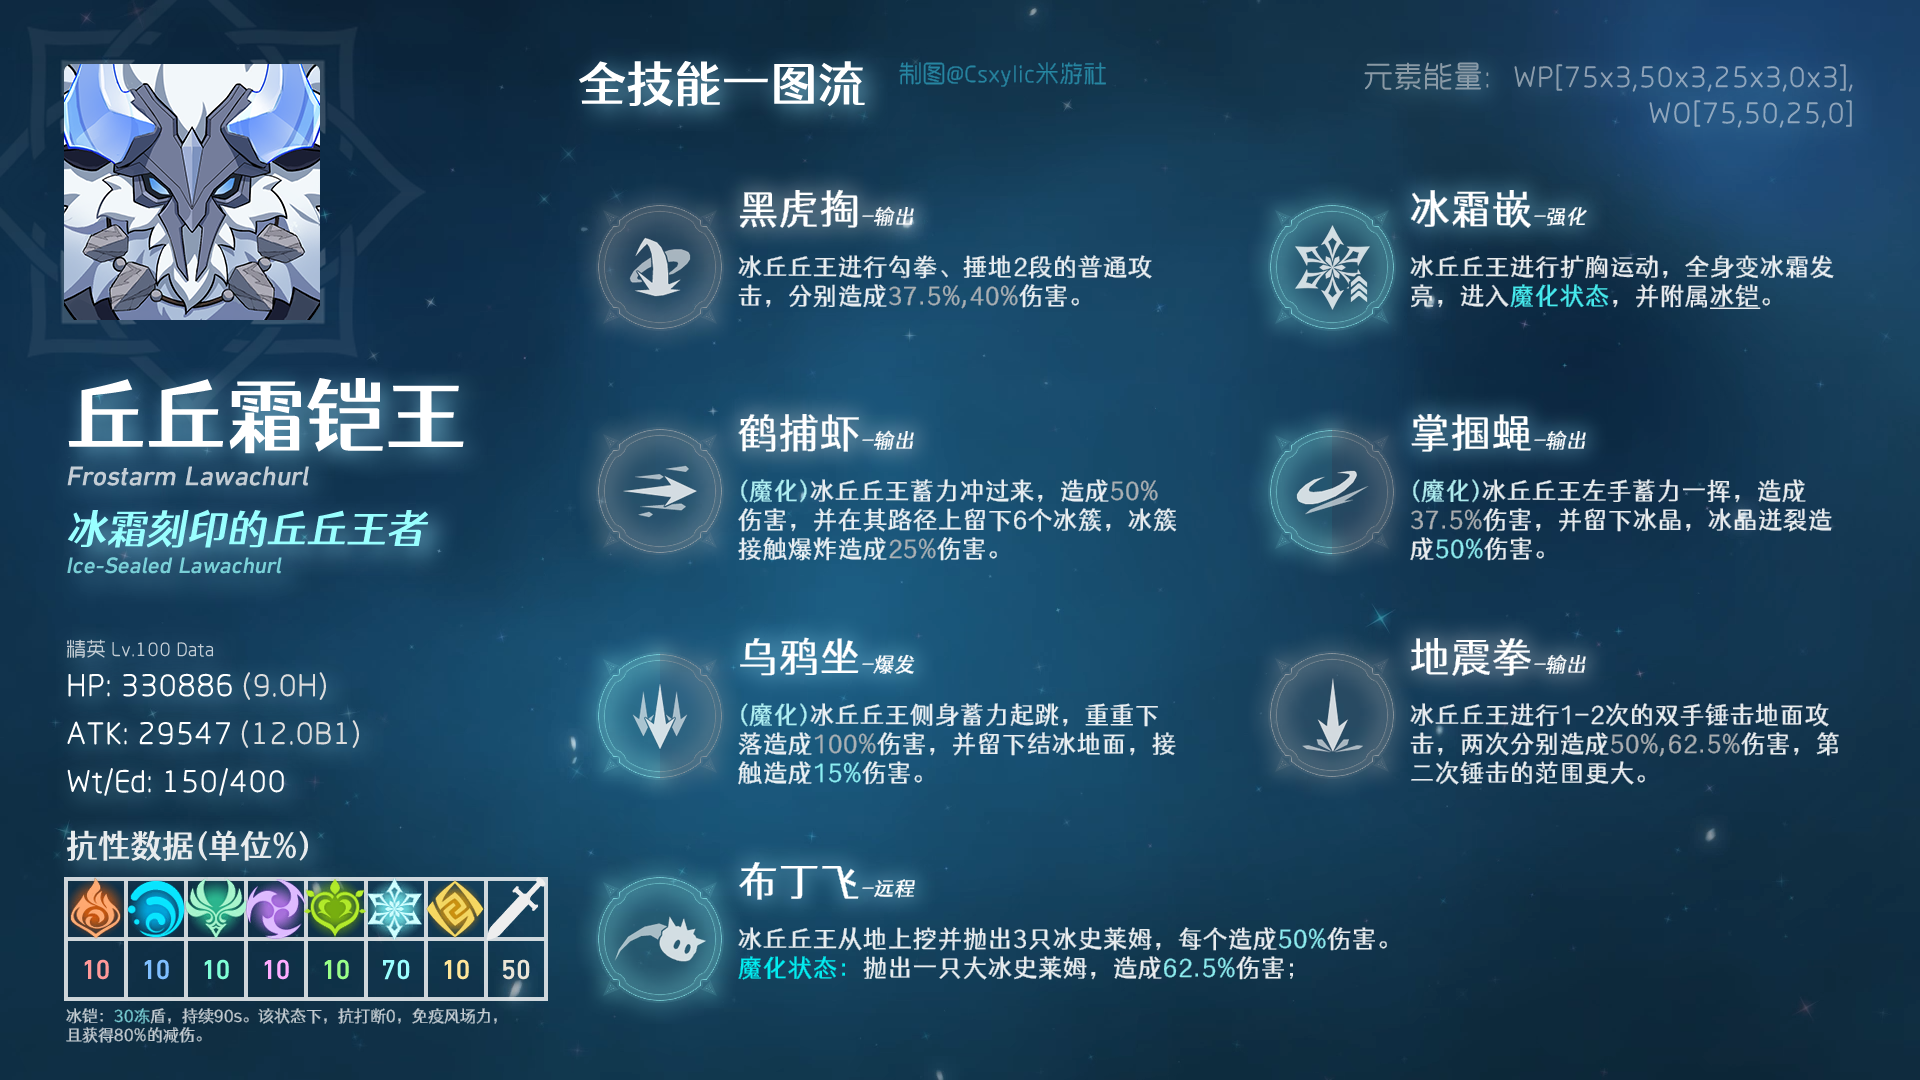 全技能一图流
制图@Csxylic米游社
元素能量： WP[75x3,50x3,25x3,0x3],
WO[75,50,25,0]
丘丘霜铠王
Frostarm Lawachurl
冰霜刻印的丘丘王者
Ice-Sealed Lawachurl
精英 Lv.100 Data
HP: 330886 (9.0H)
ATK: 29547 (12.0B1)
Wt/Ed: 150/400
抗性数据(单位%)
10 10 10 10 10 70 10 50
冰铠：30冻盾，持续90s。该状态下，抗打断0，免疫风场力，
且获得80%的减伤。
黑虎掏-输出
冰丘丘王进行勾拳、捶地2段的普通攻
击，分别造成37.5%,40%伤害。
冰霜嵌-强化
冰丘丘王进行扩胸运动，全身变冰霜发
亮，进入魔化状态，并附属冰铠。
鹤捕虾-输出
(魔化)冰丘丘王蓄力冲过来，造成50%
伤害，并在其路径上留下6个冰簇，冰簇
接触爆炸造成25%伤害。
掌掴蝇-输出
(魔化)冰丘丘王左手蓄力一挥，造成
37.5%伤害，并留下冰晶，冰晶迸裂造
成50%伤害。
乌鸦坐-爆发
(魔化)冰丘丘王侧身蓄力起跳，重重下
落造成100%伤害，并留下结冰地面，接
触造成15%伤害。
地震拳-输出
冰丘丘王进行1-2次的双手锤击地面攻
击，两次分别造成50%,62.5%伤害，第
二次锤击的范围更大。
布丁飞-远程
冰丘丘王从地上挖并抛出3只冰史莱姆，每个造成50%伤害。
魔化状态：抛出一只大冰史莱姆，造成62.5%伤害；